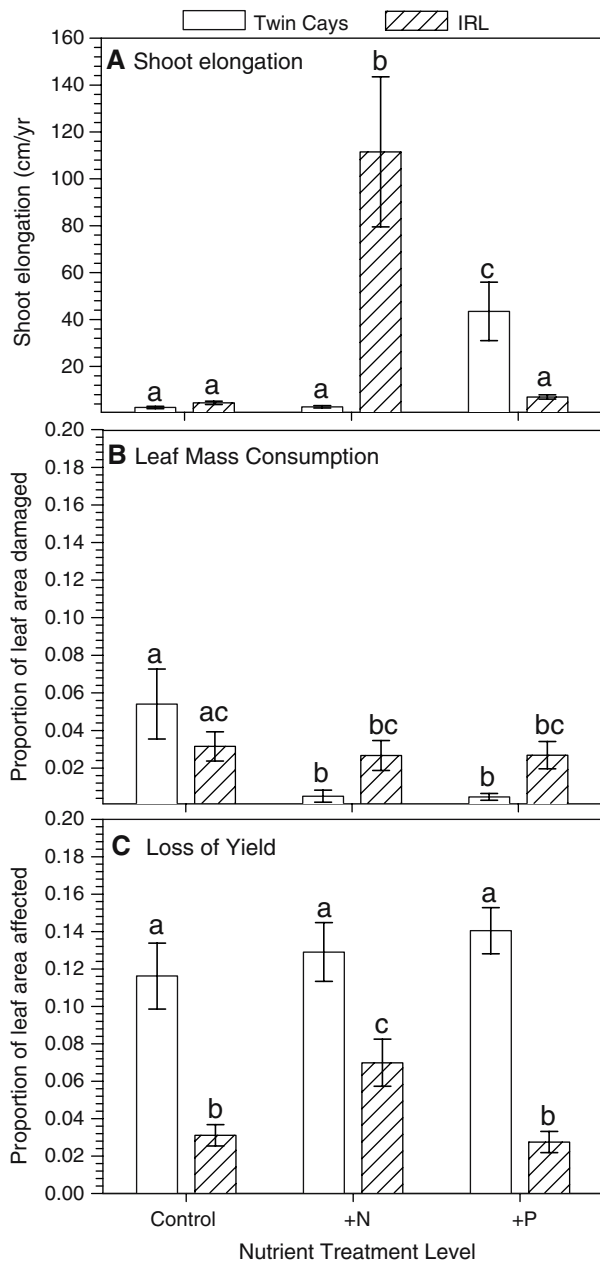 Twin Cays IRL
A Shoot elongation
Shoot elongation (cm/yr)
160
140
120
100
80
60
40
20
a a a b c a
B Leaf Mass Consumption
Proportion of leaf area damaged
0.20
0.18
0.16
0.14
0.12
0.10
0.08
0.06
0.04
0.02
a ac b bc b bc
C Loss of Yield
Proportion of leaf area affected
0.20
0.18
0.16
0.14
0.12
0.10
0.08
0.06
0.04
0.02
0.00
a b a c a b
Control +N +P
Nutrient Treatment Level